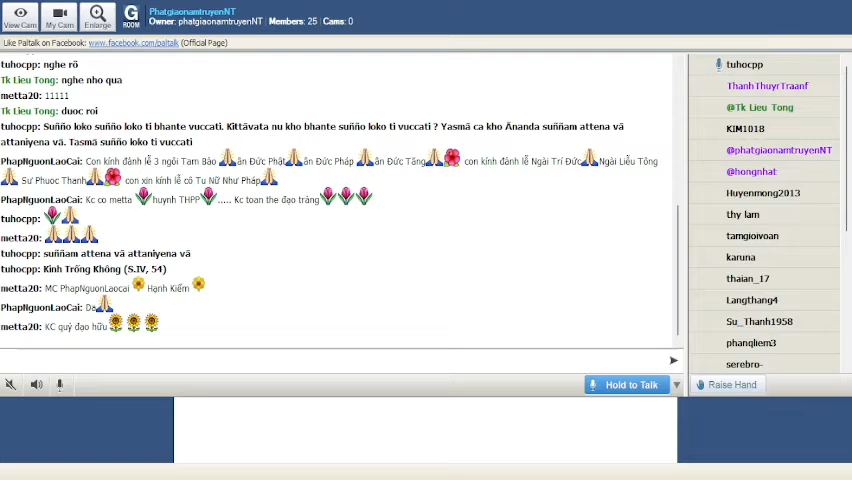 View Cam
My Cam
Enlarge
G
ROOM
PhatgiaonamtruyenNT
Owner: phatgiaonamtruyenNT | Members: 25 | Cams: 0
Like Paltalk on Facebook: www.facebook.com/paltalk (Official Page)
tuhocpp: nghe rõ
Tk Lieu Tong: nghe nho qua
metta20: 11111
Tk Lieu Tong: duoc roi
tuhocpp: Suñño loko suñño loko ti bhante vuccati. Kittāvata nu kho bhante suñño loko ti vuccati ? Yasmā ca kho Ānanda suññam attena vā
attaniyena vā. Tasmā suñño loko ti vuccati
PhapNguonLaoCai: Con kính đảnh lễ 3 ngôi Tam Bảo 🙏ân Đức Phật🙏ân Đức Pháp🙏ân Đức Tăng🙏🌺 con kính đảnh lễ Ngài Trí Đức🙏Ngài Liễu Tông
🙏 Sư Phuoc Thanh🙏🌺 con xin kính lễ cô Tu Nữ Như Pháp🙏
PhapNguonLaoCai: Kc co metta 🌷huynh THPP🌷..... Kc toan the đạo tràng🌷🌷🌷
tuhocpp: 🌷🙏
metta20: 🙏🙏🙏
tuhocpp: suññam attena vā attaniyena vā
tuhocpp: Kinh Trống Không (S.IV, 54)
metta20: MC PhapNguonLaocai 🌼 Hạnh Kiểm 🌼
PhapNguonLaoCai: Da🙏
metta20: KC quý đạo hữu 🌻🌻🌻
Hold to Talk
tuhocpp
ThanhThuyrTraanf
@Tk Lieu Tong
KIM1018
@phatgiaonamtruyenNT
@hongnhat
Huyenmong2013
thy lam
tamgioivoan
karuna
thaian_17
Langthang4
Su_Thanh1958
phanqliem3
serebro-
Raise Hand